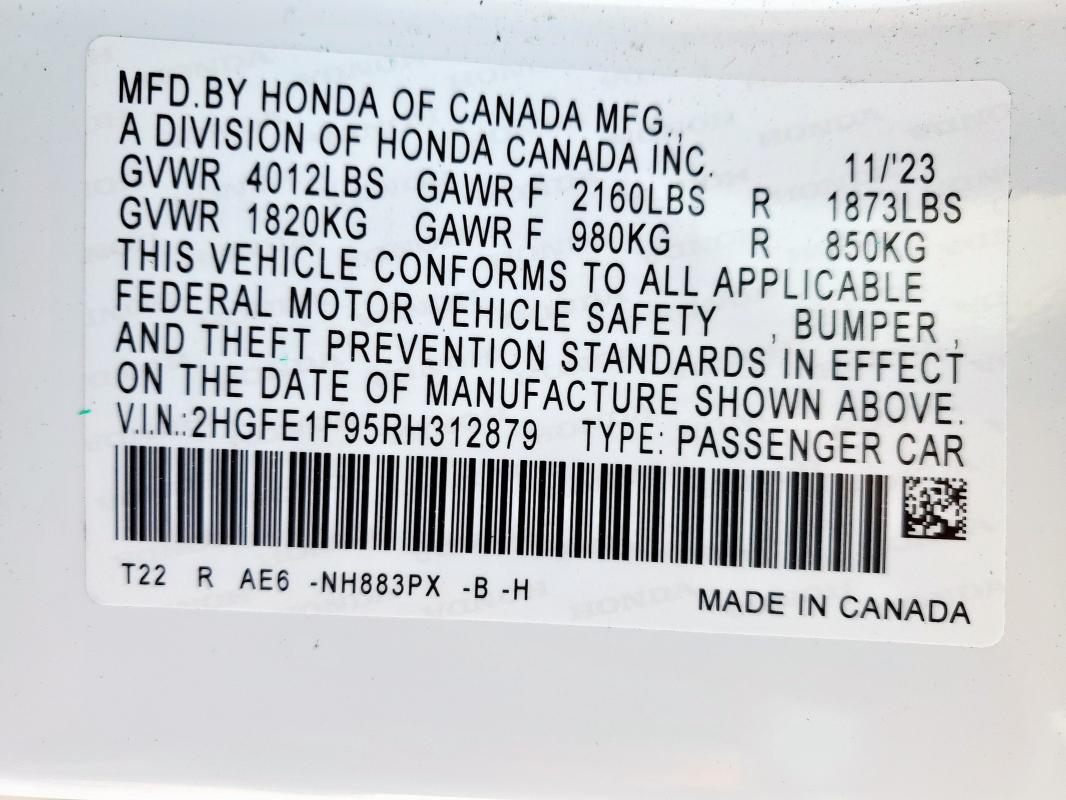 MFD.BY HONDA OF CANADA MFG.,
A DIVISION OF HONDA CANADA INC. 11/'23
GVWR 4012LBS GAWR F 2160LBS R 1873LBS
GVWR 1820KG GAWR F 980KG R 850KG
THIS VEHICLE CONFORMS TO ALL APPLICABLE
FEDERAL MOTOR VEHICLE SAFETY , BUMPER ,
AND THEFT PREVENTION STANDARDS IN EFFECT
ON THE DATE OF MANUFACTURE SHOWN ABOVE.
V.I.N.:2HGFE1F95RH312879 TYPE: PASSENGER CAR
T22 R AE6 -NH883PX -B -H
MADE IN CANADA